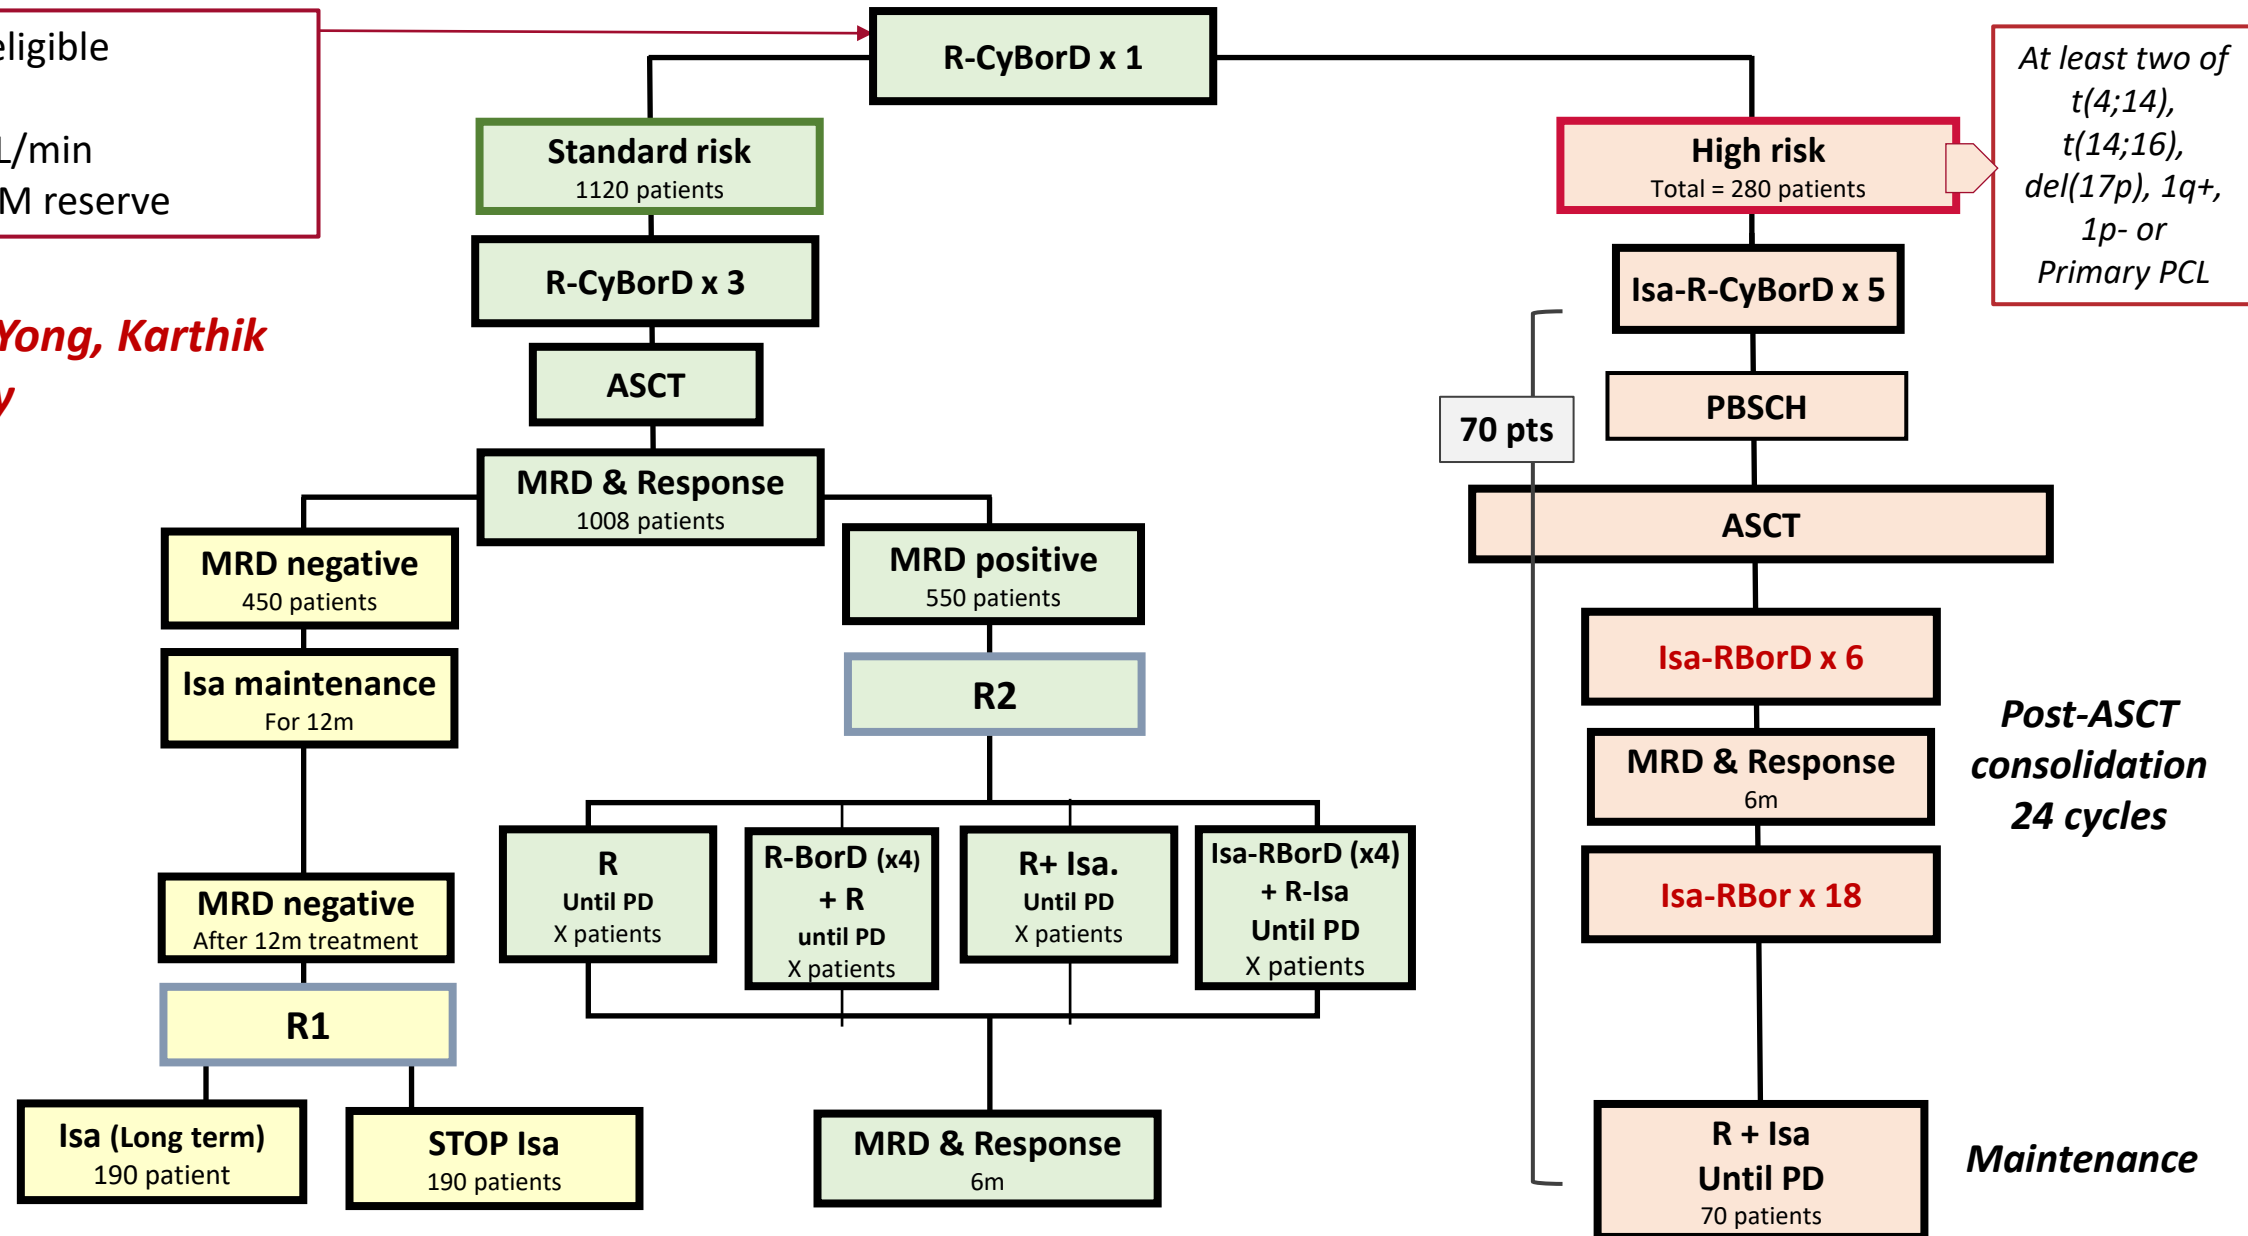 eligible
L/min
M reserve
Yong, Karthik
y
R-CyBorD x 1
At least two of
t(4;14),
t(14;16),
del(17p), 1q+,
1p- or
Primary PCL
Standard risk
1120 patients
High risk
Total = 280 patients
R-CyBorD x 3
Isa-R-CyBorD x 5
ASCT
PBSCH
70 pts
MRD & Response
1008 patients
ASCT
MRD negative
450 patients
MRD positive
550 patients
Isa maintenance
For 12m
R2
Isa-RBorD x 6
MRD & Response
6m
Post-ASCT
consolidation
24 cycles
R
Until PD
X patients
R-BorD (x4)
+ R
until PD
X patients
R+ Isa.
Until PD
X patients
Isa-RBorD (x4)
+ R-Isa
Until PD
X patients
Isa-RBor x 18
MRD negative
After 12m treatment
R1
Isa (Long term)
190 patient
STOP Isa
190 patients
MRD & Response
6m
R + Isa
Until PD
70 patients
Maintenance